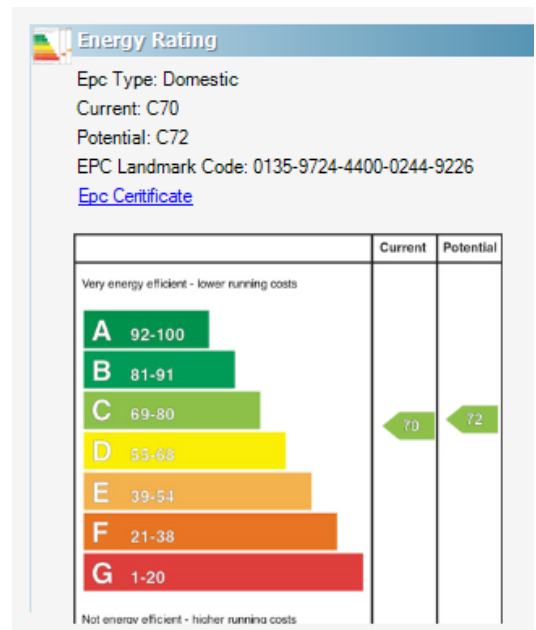 Energy Rating
Epc Type: Domestic
Current: C70
Potential: C72
EPC Landmark Code: 0135-9724-4400-0244-9226
Epc Ceritificate
Current Potential
Very energy efficient - lower running costs
A 92-100
B 81-91
C 69-80
70
72
D 55-68
E 39-54
F 21-38
G 1-20
Not energy efficient - higher running costs